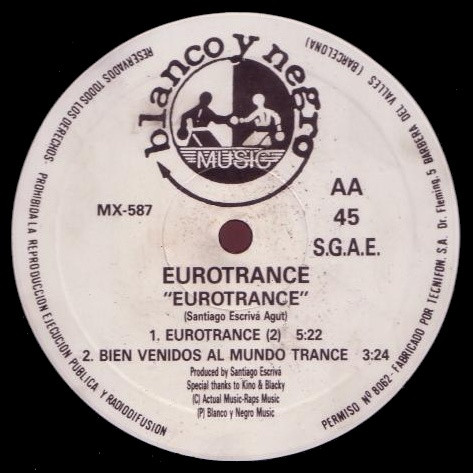 blanco y negro
MUSIC
MX-587
AA
45
S.G.A.E.
EUROTRANCE
"EUROTRANCE"
(Santiago Escrivá Agut)
1. EUROTRANCE (2) 5:22
2. BIEN VENIDOS AL MUNDO TRANCE 3:24
Produced by Santiago Escrivá
Special thanks to Kino & Blacky
(C) Actual Music-Raps Music
(P) Blanco y Negro Music
RESERVADOS TODOS LOS DERECHOS· PROHIBIDA LA REPRODUCCION EJECUCION PUBLICA Y RADIODIFUSION
PERMISO Nº 8062 - FABRICADO POR TECNIFON, S.A. Dr. Fleming, 5 BARBERA DEL VALLES (BARCELONA)